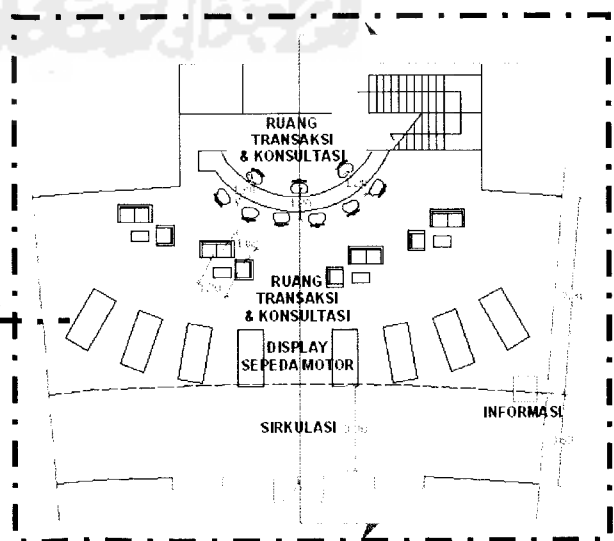 RUANG
TRANSAKSI
& KONSULTASI
RUANG
TRANSAKSI
& KONSULTASI
DISPLAY
SEPEDA MOTOR
INFORMASI
SIRKULASI